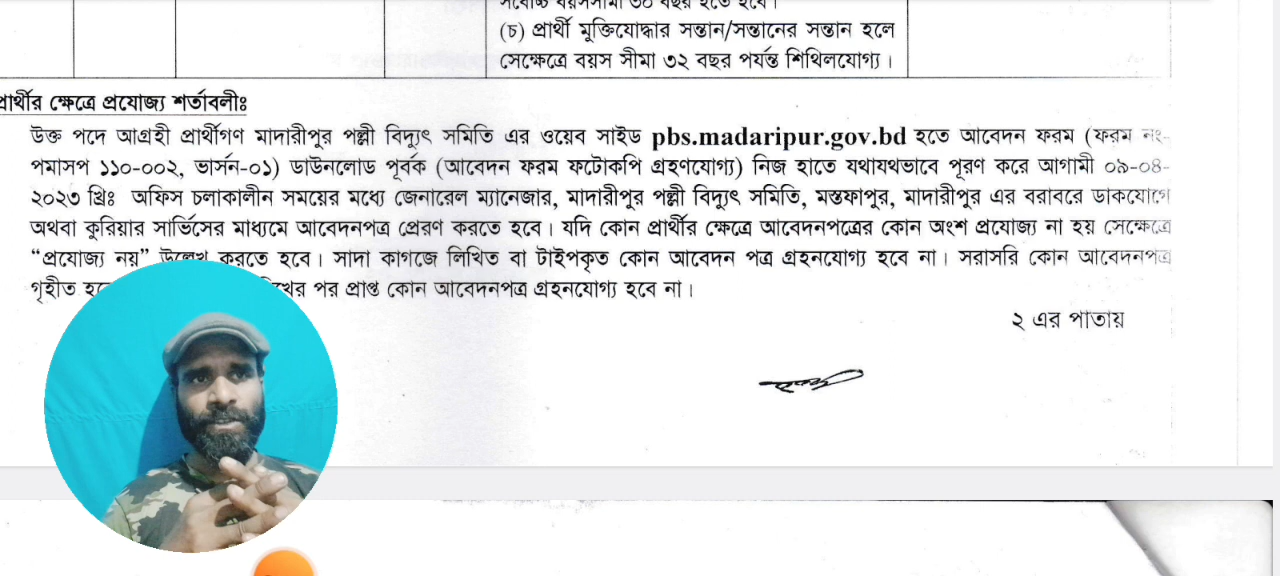 (চ) প্রার্থী মুক্তিযোদ্ধার সন্তান/সন্তানের সন্তান হলে
সেক্ষেত্রে বয়স সীমা ৩২ বছর পর্যন্ত শিথিলযোগ্য।
প্রার্থীর ক্ষেত্রে প্রযোজ্য শর্তাবলীঃ
উক্ত পদে আগ্রহী প্রার্থীগণ মাদারীপুর পল্লী বিদ্যুৎ সমিতি এর ওয়েব সাইড pbs.madaripur.gov.bd হতে আবেদন ফরম (ফরম নং-
পমাসপ ১১০-০০২, ভার্সন-০১) ডাউনলোড পূর্বক (আবেদন ফরম ফটোকপি গ্রহণযোগ্য) নিজ হাতে যথাযথভাবে পূরণ করে আগামী ০৯-০৪-
২০২৩ খ্রিঃ অফিস চলাকালীন সময়ের মধ্যে জেনারেল ম্যানেজার, মাদারীপুর পল্লী বিদ্যুৎ সমিতি, মস্তফাপুর, মাদারীপুর এর বরাবরে ডাকযোগে
অথবা কুরিয়ার সার্ভিসের মাধ্যমে আবেদনপত্র প্রেরণ করতে হবে। যদি কোন প্রার্থীর ক্ষেত্রে আবেদনপত্রের কোন অংশ প্রযোজ্য না হয় সেক্ষেত্রে
“প্রযোজ্য নয়” উল্লেখ করতে হবে। সাদা কাগজে লিখিত বা টাইপকৃত কোন আবেদন পত্র গ্রহনযোগ্য হবে না। সরাসরি কোন আবেদনপত্র
গৃহীত পর প্রাপ্ত কোন আবেদনপত্র গ্রহনযোগ্য হবে না।
২ এর পাতায়